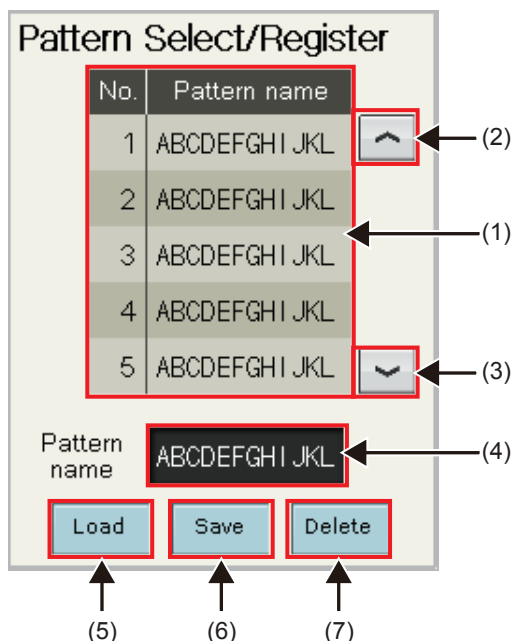 Pattern Select/Register
No. Pattern name
1 ABCDEFGHIJKL (2)
2 ABCDEFGHIJKL
(1)
3 ABCDEFGHIJKL
4 ABCDEFGHIJKL
5 ABCDEFGHIJKL (3)
Pattern name ABCDEFGHIJKL (4)
Load Save Delete
(5) (6) (7)